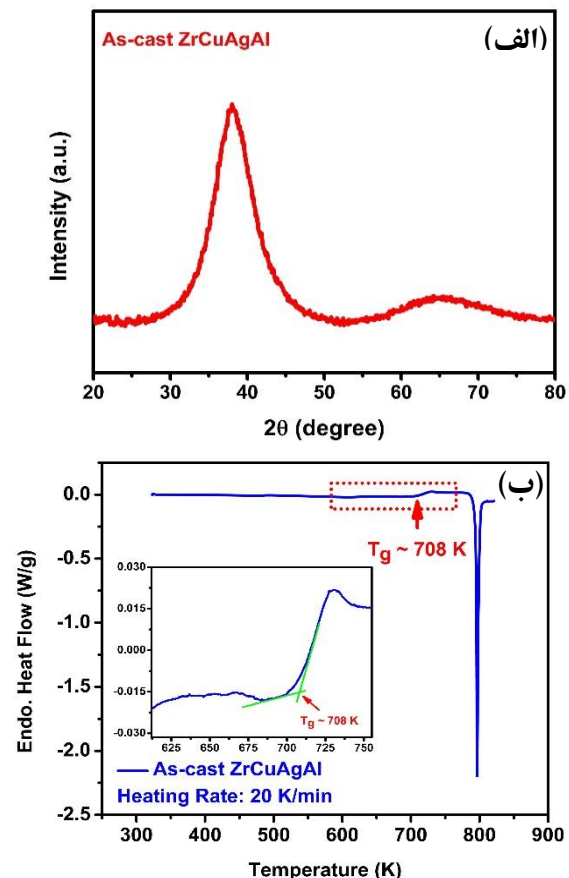 As-cast ZrCuAgAl
(الف)
Intensity (a.u.)
20 30 40 50 60 70 80
2θ (degree)
(ب)
0.0
-0.5
-1.0
-1.5
-2.0
-2.5
Endo. Heat Flow (W/g)
Tg ~ 708 K
0.030
0.015
0.000
-0.015
-0.030
Tg ~ 708 K
625 650 675 700 725 750
As-cast ZrCuAgAl
Heating Rate: 20 K/min
300 400 500 600 700 800 900
Temperature (K)